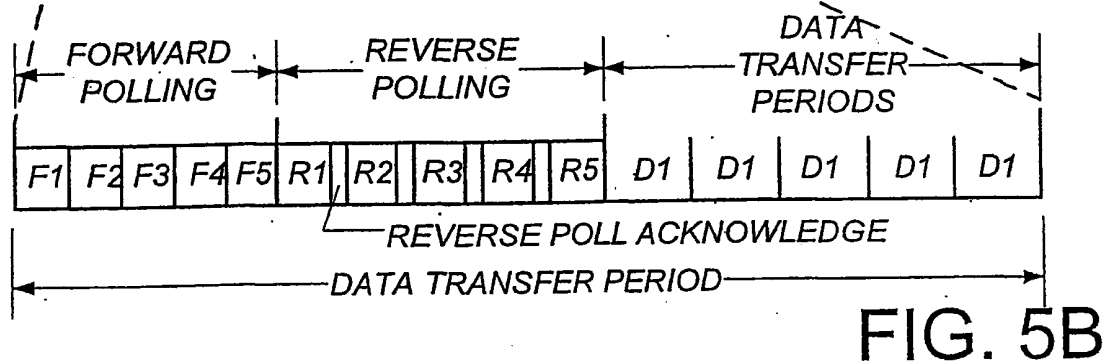 FORWARD
POLLING
REVERSE
POLLING
DATA
TRANSFER
PERIODS
F1 F2 F3 F4 F5 R1 R2 R3 R4 R5 D1 D1 D1 D1 D1
REVERSE POLL ACKNOWLEDGE
DATA TRANSFER PERIOD
FIG. 5B